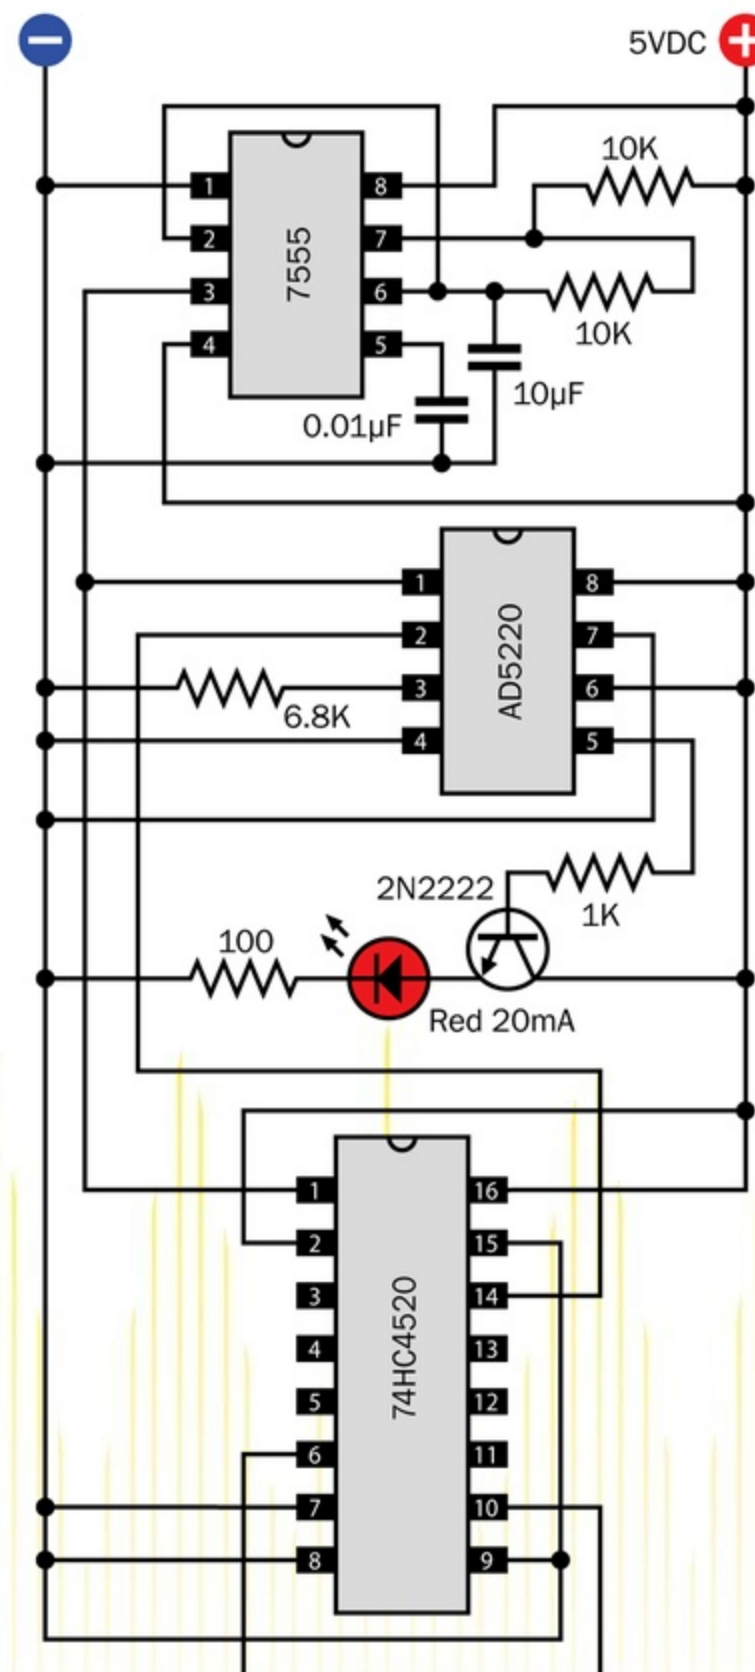 − 5VDC +
10K
1 8
2 7
7555
3 6
4 5
10K
10µF
0.01µF
1 8
2 7
AD5220
3 6
6.8K
4 5
2N2222
1K
100
Red 20mA
1 16
2 15
3 14
4 13
74HC4520
5 12
6 11
7 10
8 9